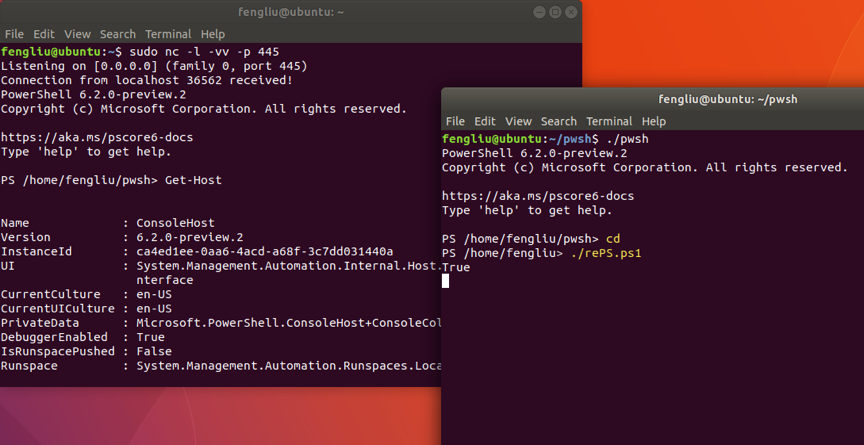 fengliu@ubuntu: ~
File Edit View Search Terminal Help
fengliu@ubuntu:~$ sudo nc -l -vv -p 445
Listening on [0.0.0.0] (family 0, port 445)
Connection from localhost 36562 received!
PowerShell 6.2.0-preview.2
Copyright (c) Microsoft Corporation. All rights reserved.
https://aka.ms/pscore6-docs
Type 'help' to get help.
PS /home/fengliu/pwsh> Get-Host
Name : ConsoleHost
Version : 6.2.0-preview.2
InstanceId : ca4ed1ee-0aa6-4acd-a68f-3c7dd031440a
UI : System.Management.Automation.Internal.Host.
nterface
CurrentCulture : en-US
CurrentUICulture : en-US
PrivateData : Microsoft.PowerShell.ConsoleHost+ConsoleCol
DebuggerEnabled : True
IsRunspacePushed : False
Runspace : System.Management.Automation.Runspaces.Loca
fengliu@ubuntu: ~/pwsh
File Edit View Search Terminal Help
fengliu@ubuntu:~/pwsh$ ./pwsh
PowerShell 6.2.0-preview.2
Copyright (c) Microsoft Corporation. All rights reserved.
https://aka.ms/pscore6-docs
Type 'help' to get help.
PS /home/fengliu/pwsh> cd
PS /home/fengliu> ./rePS.ps1
True